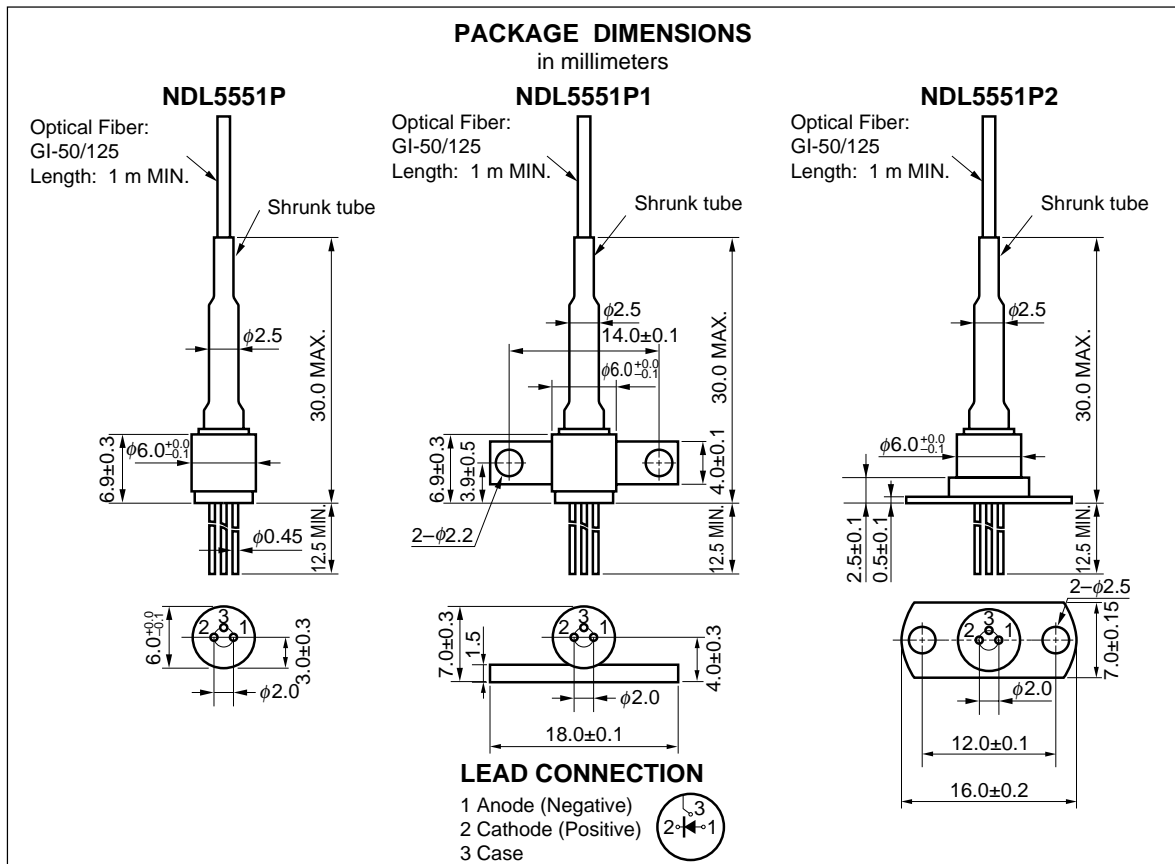 PACKAGE DIMENSIONS
in millimeters
NDL5551P
Optical Fiber:
GI-50/125
Length: 1 m MIN.
Shrunk tube
φ2.5
30.0 MAX.
6.9±0.3
φ6.0 +0.0 −0.1
φ0.45
12.5 MIN.
6.0 +0.0 −0.1
2 3 1
3.0±0.3
φ2.0
NDL5551P1
Optical Fiber:
GI-50/125
Length: 1 m MIN.
Shrunk tube
φ2.5
14.0±0.1
φ6.0 +0.0 −0.1
30.0 MAX.
6.9±0.3
3.9±0.5
4.0±0.1
2–φ2.2
12.5 MIN.
7.0±0.3
1.5
2 3 1
4.0±0.3
φ2.0
18.0±0.1
NDL5551P2
Optical Fiber:
GI-50/125
Length: 1 m MIN.
Shrunk tube
φ2.5
30.0 MAX.
φ6.0 +0.0 −0.1
2.5±0.1
0.5±0.1
12.5 MIN.
2–φ2.5
2 3 1
7.0±0.15
φ2.0
12.0±0.1
16.0±0.2
LEAD CONNECTION
1 Anode (Negative)
2 Cathode (Positive)
3 Case
3
2 1